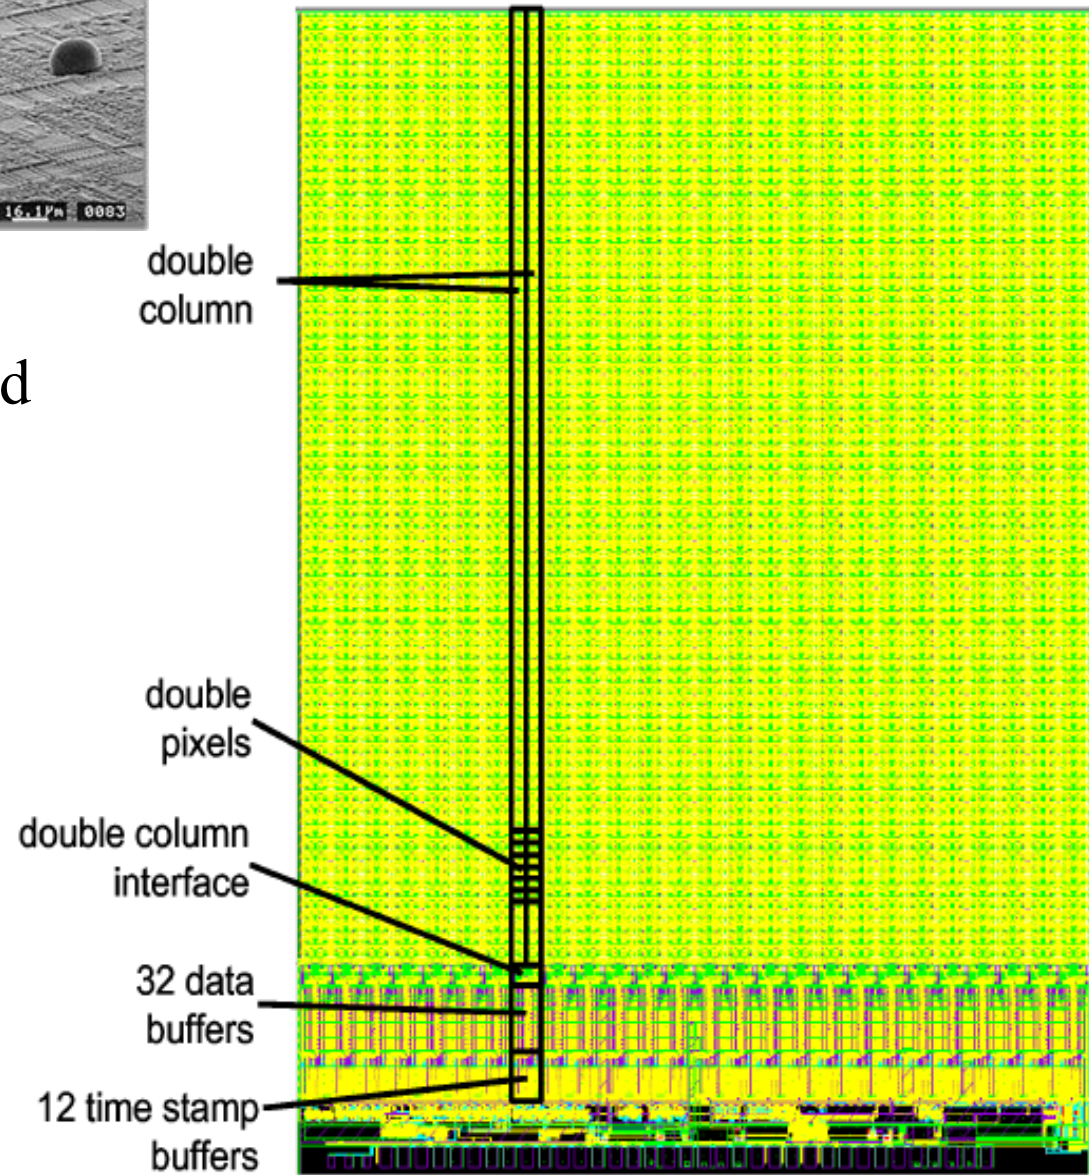 16.1µm 0083
double
column
d
double
pixels
double column
interface
32 data
buffers
12 time stamp
buffers